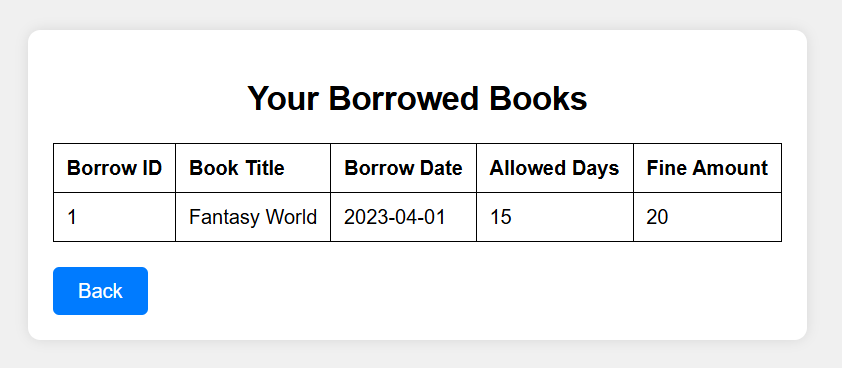 Your Borrowed Books
Borrow ID Book Title Borrow Date Allowed Days Fine Amount
1 Fantasy World 2023-04-01 15 20
Back